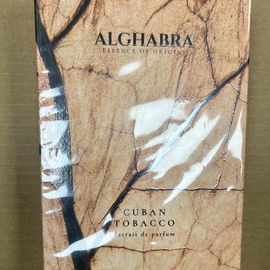 ALGHABRA
ESSENCE OF ORIGINS
CUBAN
TOBACCO
Extrait de parfum